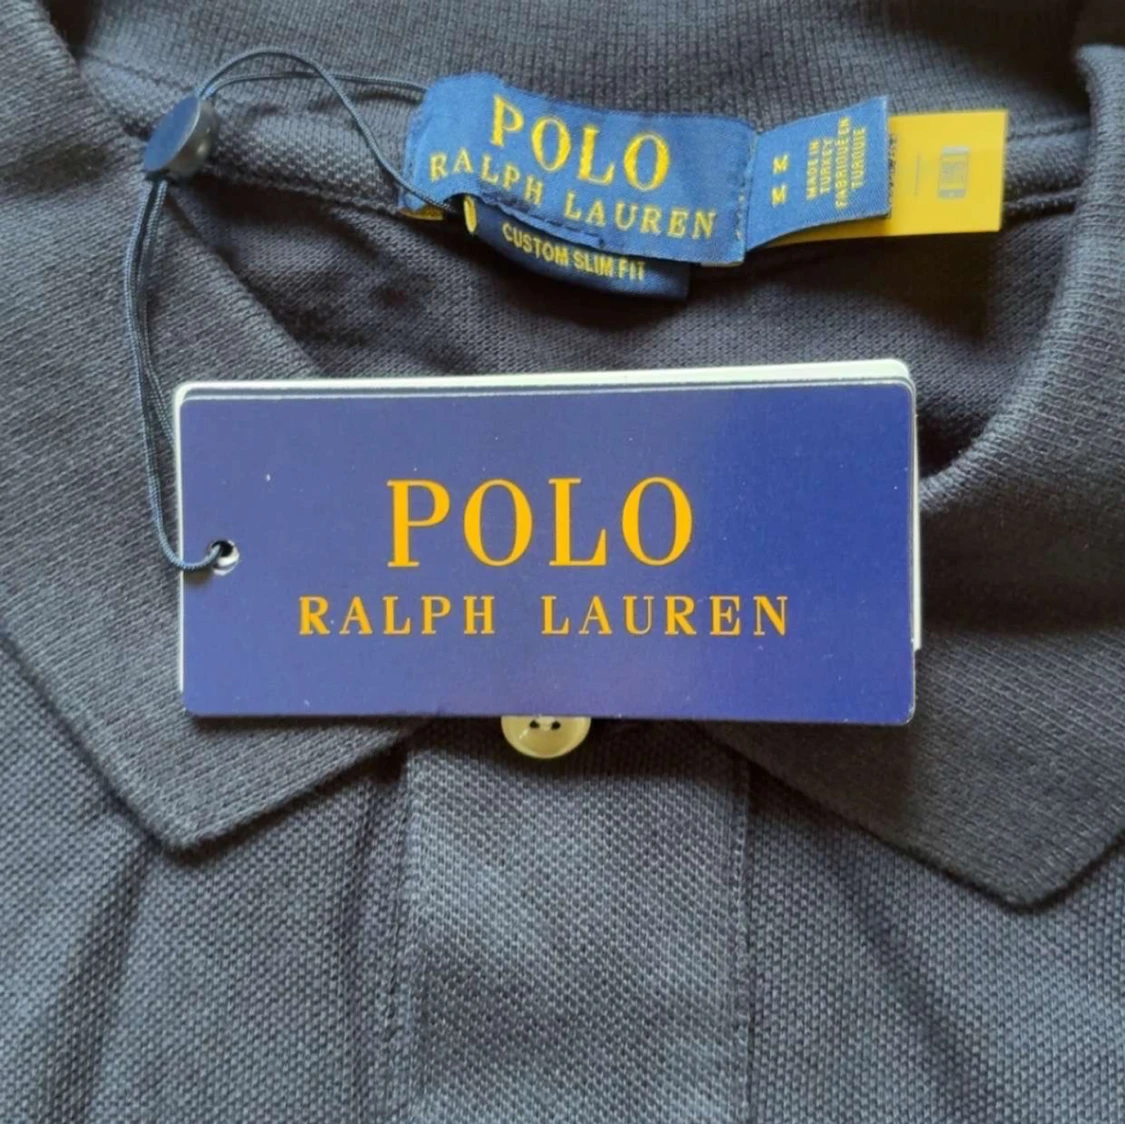 POLO
RALPH LAUREN
CUSTOM SLIM FIT
M
M
MADE IN
TURKEY
FABRIQUÉ EN
TURQUIE
POLO
RALPH LAUREN